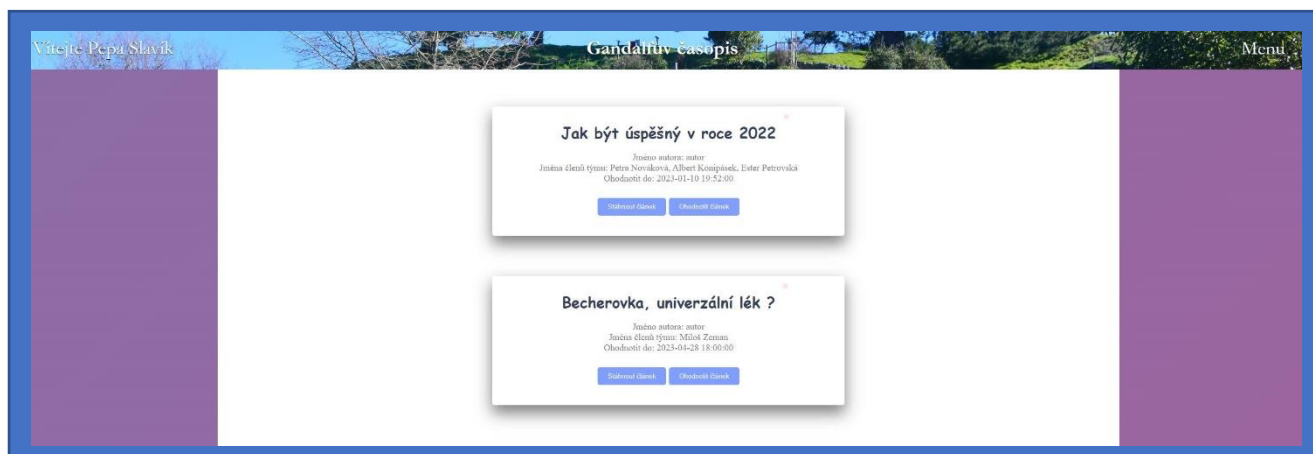 Vítejte Pepa Slavík
Gandalfův časopis
Menu
Jak být úspěšný v roce 2022
Jméno autora: autor
Jména členů týmu: Petra Nováková, Albert Konipásek, Ester Petrovská
Ohodnotit do: 2023-01-10 19:52:00
Stáhnout článek Ohodnotit článek
Becherovka, univerzální lék ?
Jméno autora: autor
Jména členů týmu: Miloš Zeman
Ohodnotit do: 2023-04-28 18:00:00
Stáhnout článek Ohodnotit článek